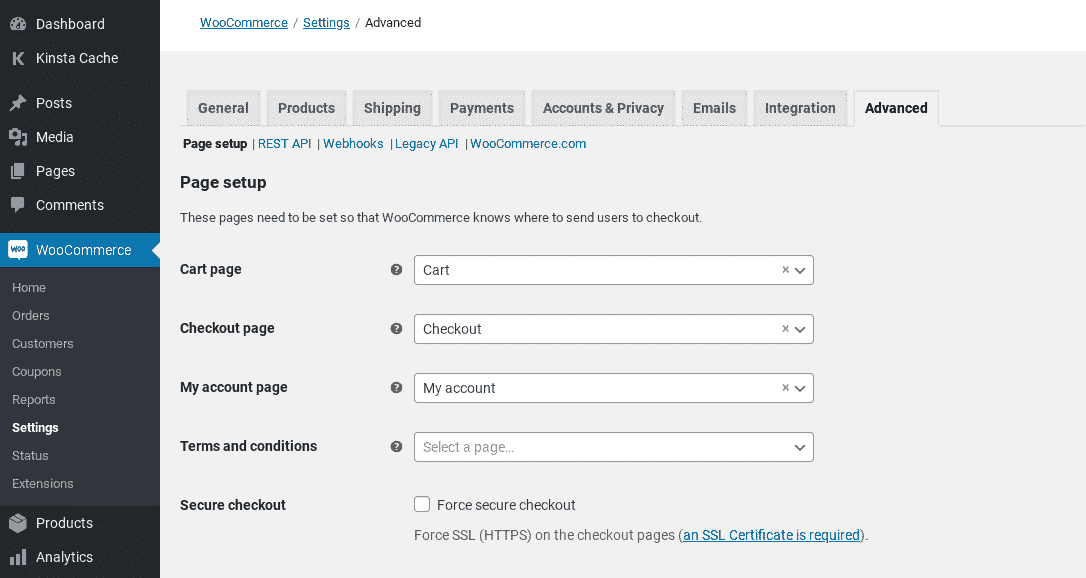 Dashboard
Kinsta Cache
Posts
Media
Pages
Comments
WOO WooCommerce
Home
Orders
Customers
Coupons
Reports
Settings
Status
Extensions
Products
Analytics
WooCommerce / Settings / Advanced
General Products Shipping Payments Accounts & Privacy Emails Integration Advanced
Page setup | REST API | Webhooks | Legacy API | WooCommerce.com
Page setup
These pages need to be set so that WooCommerce knows where to send users to checkout.
Cart page ? Cart ×
Checkout page ? Checkout ×
My account page ? My account ×
Terms and conditions ? Select a page...
Secure checkout Force secure checkout
Force SSL (HTTPS) on the checkout pages (an SSL Certificate is required).